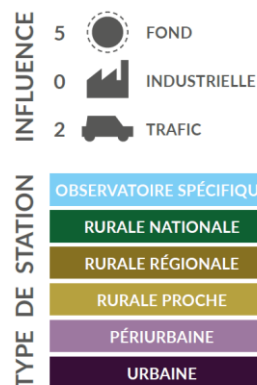 INFLUENCE
5 FOND
0 INDUSTRIELLE
2 TRAFIC
TYPE DE STATION
OBSERVATOIRE SPÉCIFIQU
RURALE NATIONALE
RURALE RÉGIONALE
RURALE PROCHE
PÉRIURBAINE
URBAINE